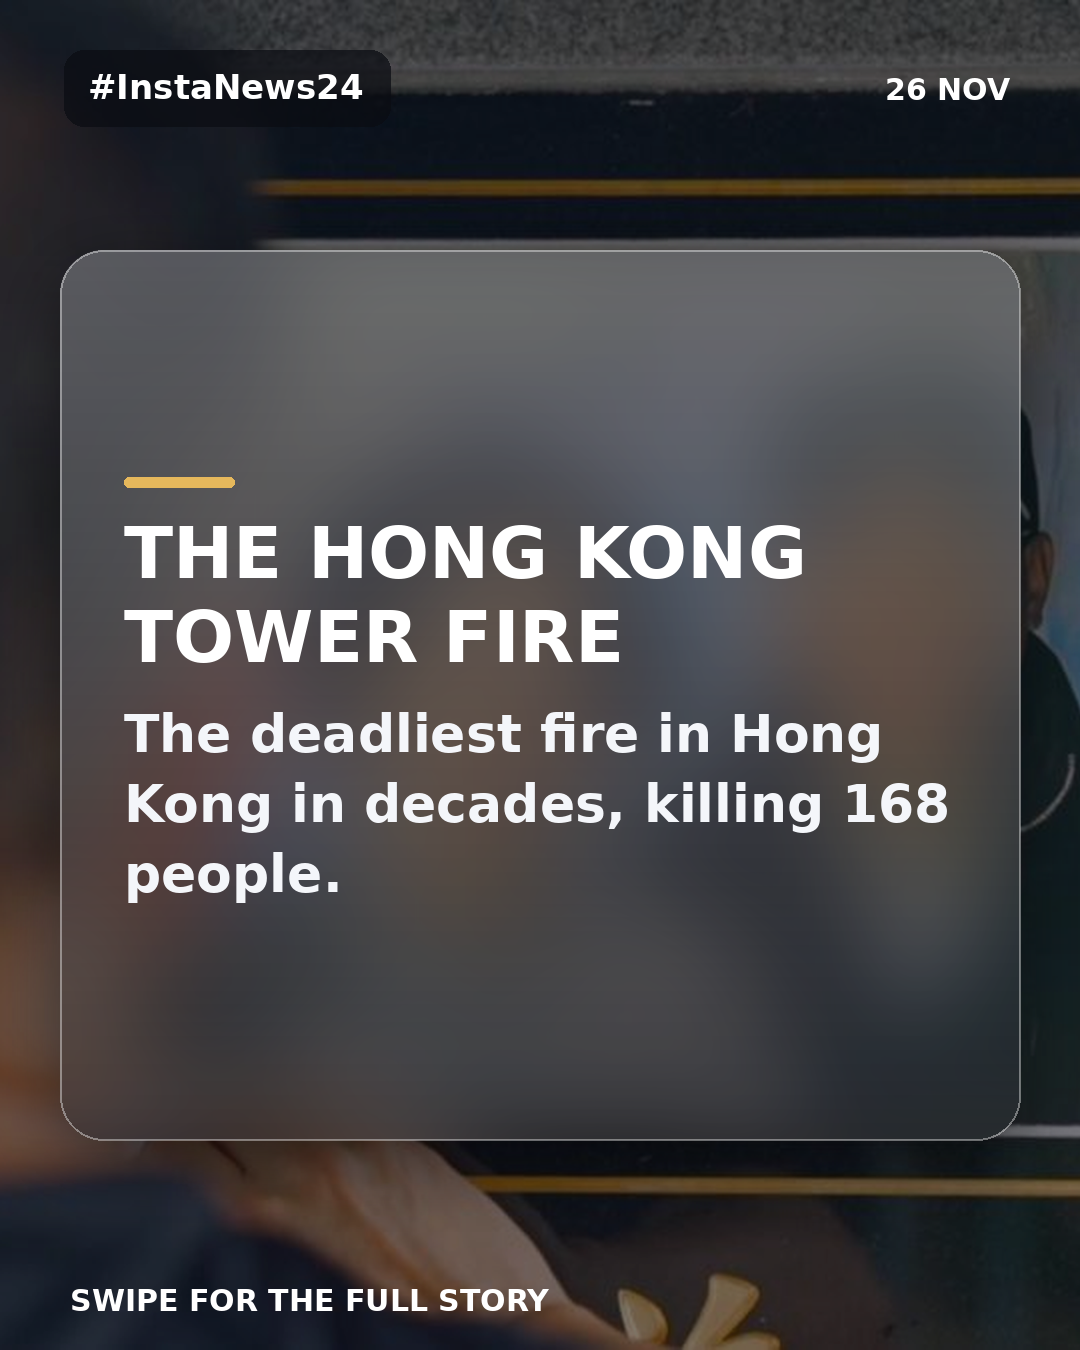 #InstaNews24
26 NOV
THE HONG KONG
TOWER FIRE
The deadliest fire in Hong
Kong in decades, killing 168
people.
SWIPE FOR THE FULL STORY